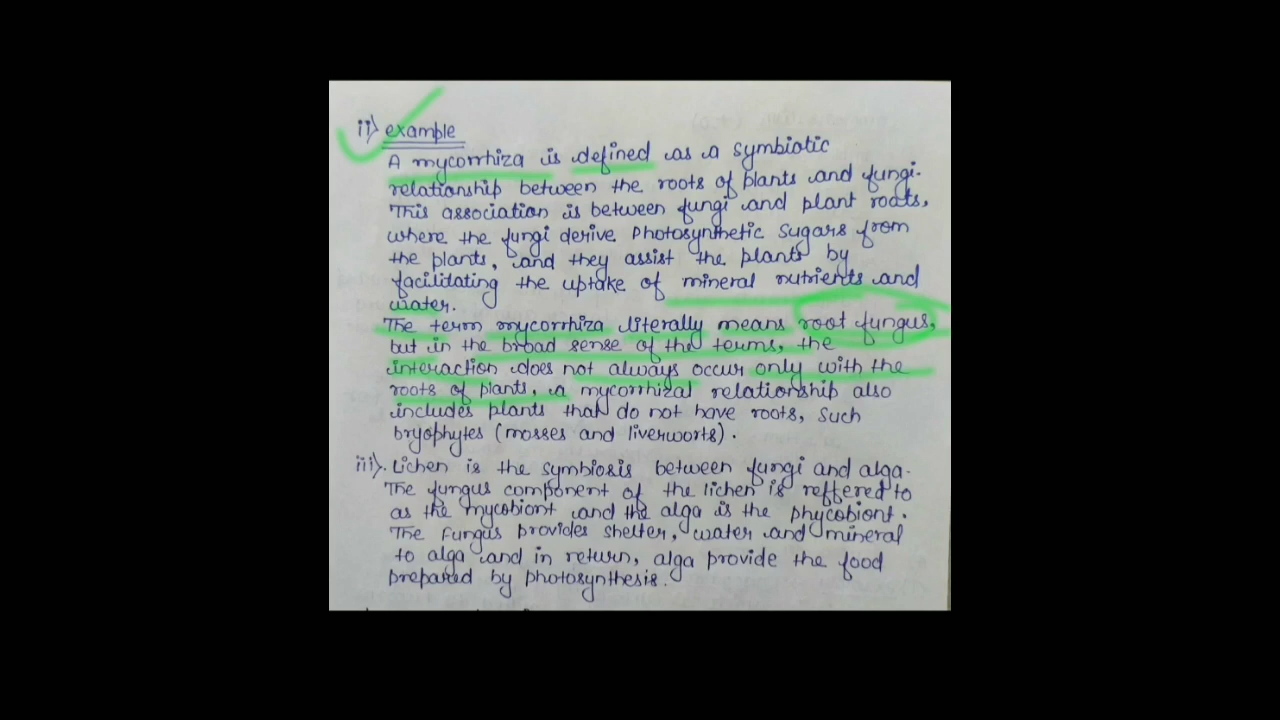 ii) example
A mycorrhiza is defined as a symbiotic
relationship between the roots of plants and fungi.
This association is between fungi and plant roots,
where the fungi derive photosynthetic sugars from
the plants, and they assist the plants by
facilitating the uptake of mineral nutrients and
water.
The term mycorrhiza literally means root fungus,
but in the broad sense of the terms, the
interaction does not always occur only with the
roots of plants, a mycorrhizal relationship also
includes plants that do not have roots, such
bryophytes (mosses and liverworts).
iii). Lichen is the symbiosis between fungi and alga.
The fungus component of the lichen is reffered to
as the mycobiont and the alga is the phycobiont.
The fungus provides shelter, water and mineral
to alga and in return, alga provide the food
prepared by photosynthesis.